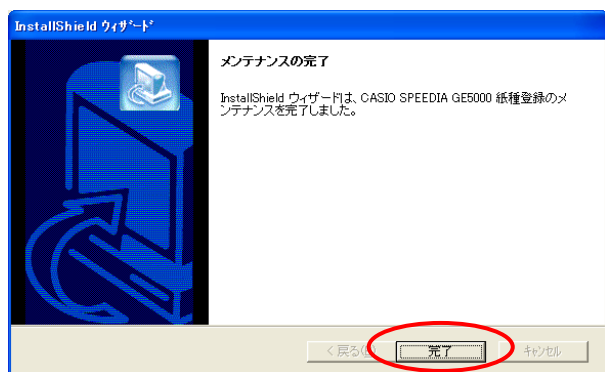 InstallShield ウィザード
メンテナンスの完了
InstallShield ウィザードは、CASIO SPEEDIA GE5000 紙種登録のメ
ンテナンスを完了しました。
< 戻る(
完了
キャンセル